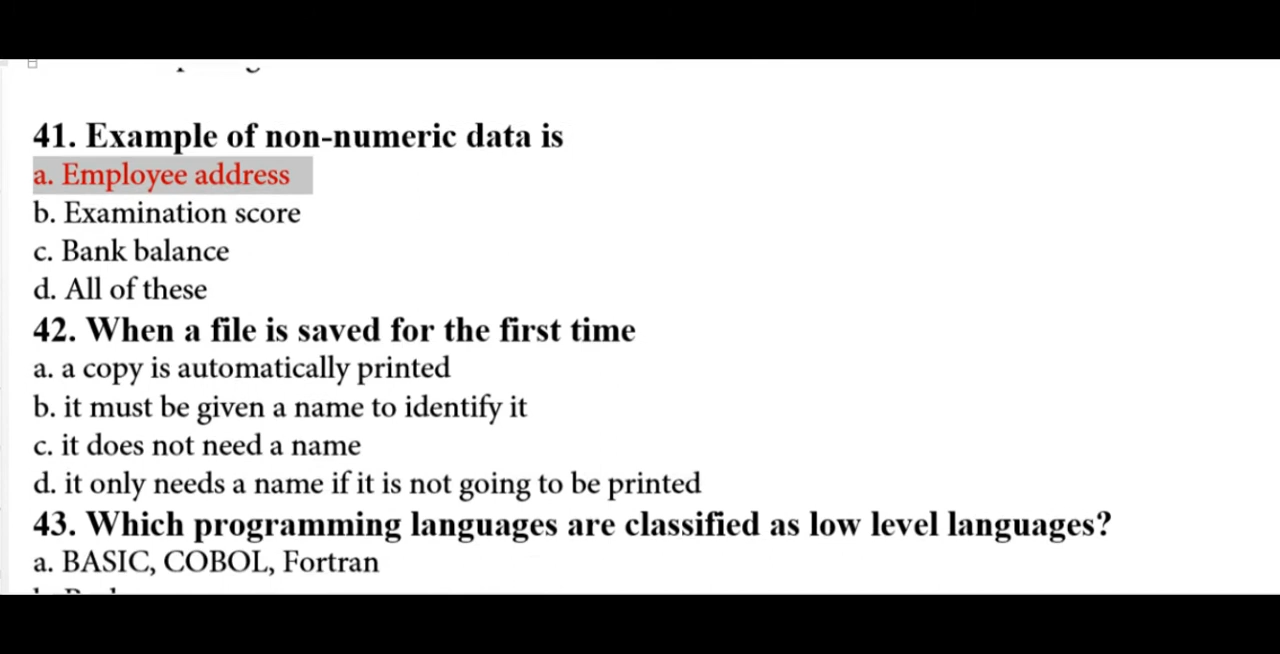 41. Example of non-numeric data is
a. Employee address
b. Examination score
c. Bank balance
d. All of these
42. When a file is saved for the first time
a. a copy is automatically printed
b. it must be given a name to identify it
c. it does not need a name
d. it only needs a name if it is not going to be printed
43. Which programming languages are classified as low level languages?
a. BASIC, COBOL, Fortran